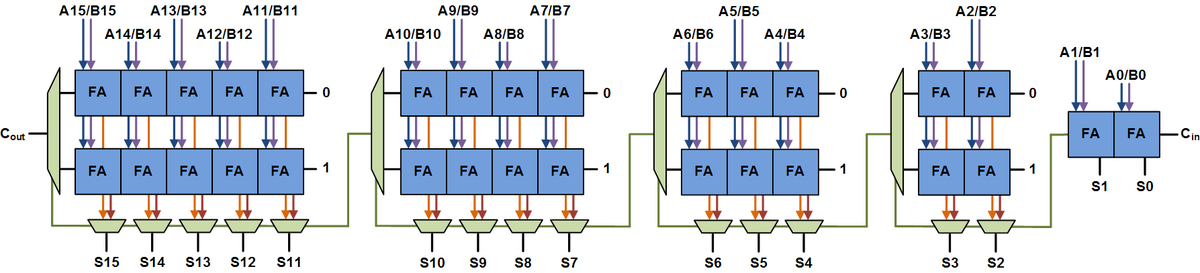 A15/B15 A13/B13 A11/B11 A9/B9 A7/B7 A5/B5 A2/B2
A14/B14 A12/B12 A10/B10 A8/B8 A6/B6 A4/B4 A3/B3
A1/B1
A0/B0
FA FA FA FA FA 0 FA FA FA FA 0 FA FA FA 0 FA FA 0
Cout FA FA Cin
FA FA FA FA FA 1 FA FA FA FA 1 FA FA FA 1 FA FA 1
S1 S0
S15 S14 S13 S12 S11 S10 S9 S8 S7 S6 S5 S4 S3 S2